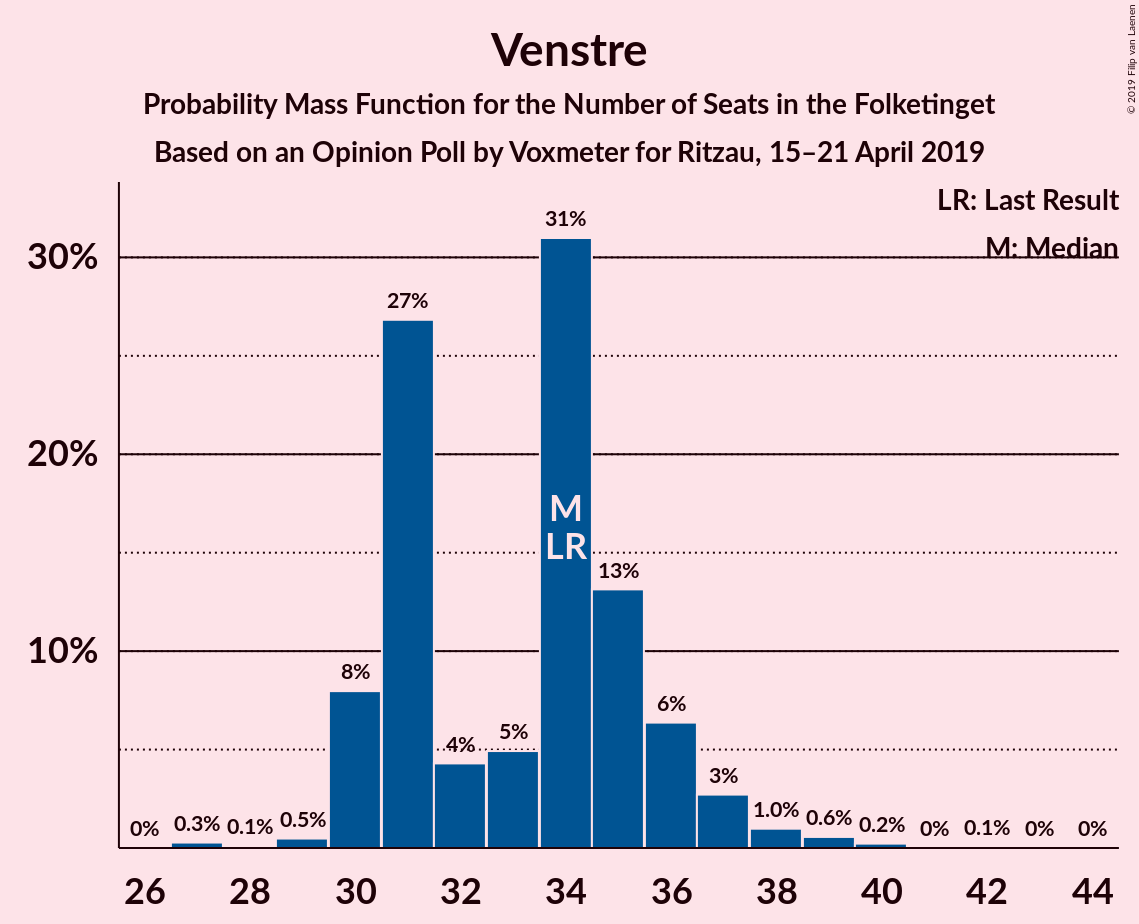 Venstre
Probability Mass Function for the Number of Seats in the Folketinget
Based on an Opinion Poll by Voxmeter for Ritzau, 15–21 April 2019
© 2019 Filip van Laenen
LR: Last Result
M: Median
30%
20%
10%
0%
0.3%
0.1%
0.5%
8%
27%
4%
5%
31%
M
LR
13%
6%
3%
1.0%
0.6%
0.2%
0%
0.1%
0%
0%
26 28 30 32 34 36 38 40 42 44